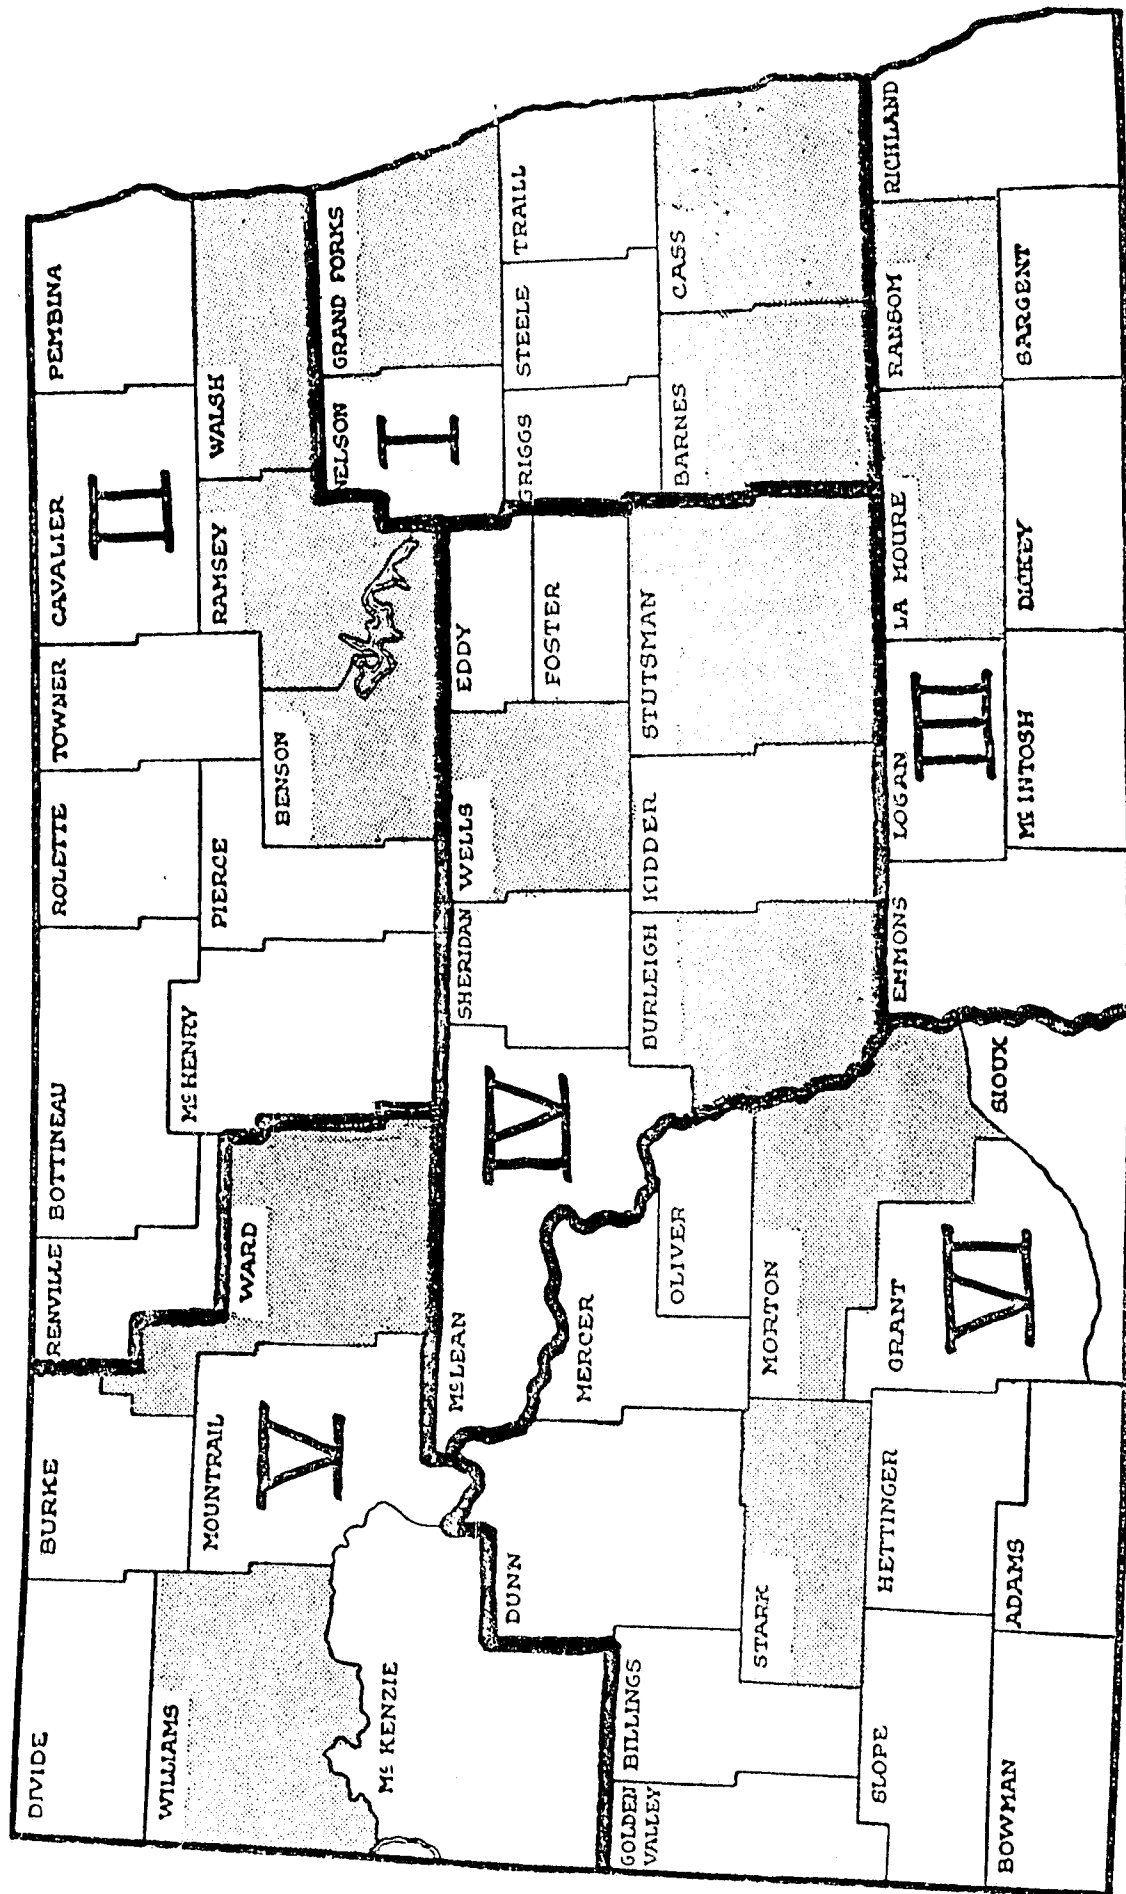 DIVIDE
BURKE
RENVILLE
BOTTINEAU
ROLETTE
TOWNER
CAVALIER
PEMBINA
II
WILLIAMS
MOUNTRAIL
WARD
McHENRY
PIERCE
BENSON
RAMSEY
WALSH
V
McKENZIE
NELSON
GRAND FORKS
I
DUNN
McLEAN
SHERIDAN
WELLS
EDDY
FOSTER
GRIGGS
STEELE
TRAILL
IV
MERCER
OLIVER
GOLDEN
VALLEY
BILLINGS
BURLEIGH
KIDDER
STUTSMAN
BARNES
CASS
STARK
MORTON
SLOPE
HETTINGER
GRANT
EMMONS
LOGAN
LA MOURE
RANSOM
RICHLAND
III
VI
BOWMAN
ADAMS
SIOUX
McINTOSH
DICKEY
SARGENT